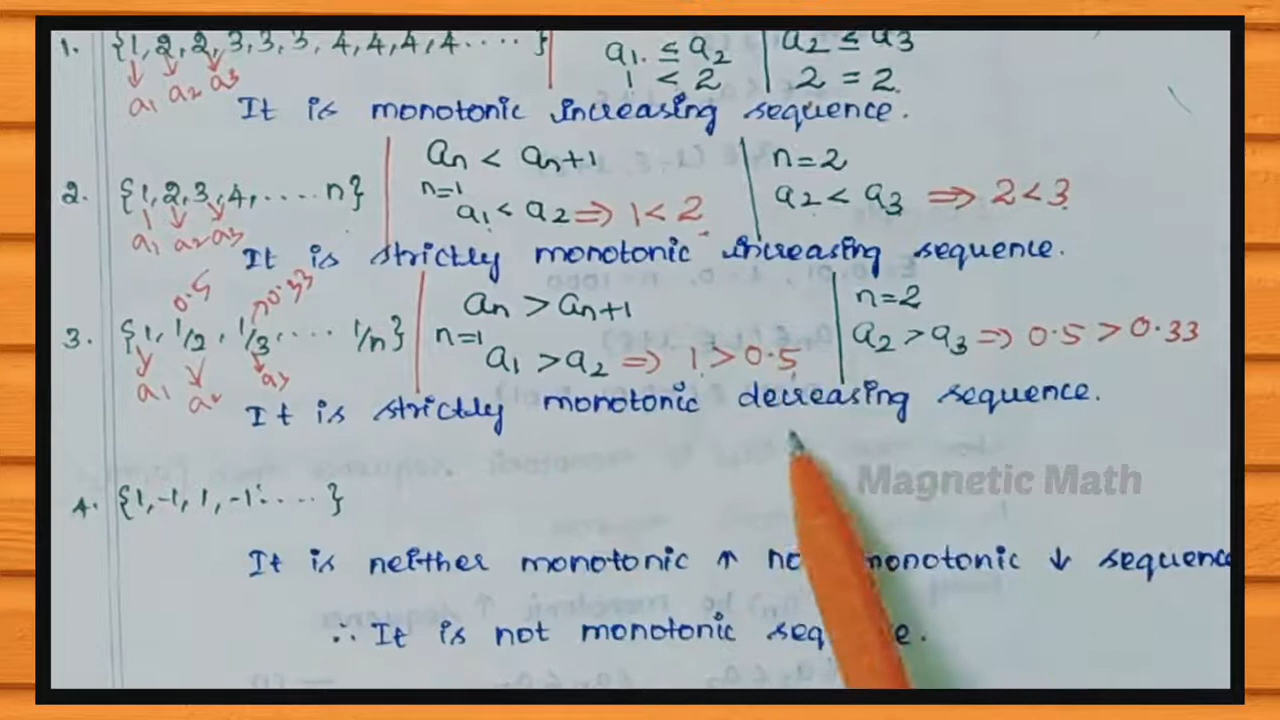 1. {1, 2, 2, 3, 3, 3, 4, 4, 4, 4 .....} a1 ≤ a2 a2 ≤ a3
1 < 2 2 = 2
a1 a2 a3
It is monotonic increasing sequence.
an < an+1 n=2
2. {1, 2, 3, 4, .... n} n=1 a1 < a2 ⇒ 1 < 2 a2 < a3 ⇒ 2 < 3
a1 a2 a3
It is strictly monotonic increasing sequence.
0.5 0.33 an > an+1 n=2
3. {1, 1/2, 1/3, .... 1/n} n=1 a1 > a2 ⇒ 1 > 0.5 a2 > a3 ⇒ 0.5 > 0.33
a1 a3
It is strictly monotonic decreasing sequence.
Magnetic Math
4. {1, -1, 1, -1 .....}
It is neither monotonic ↑ monotonic ↓ sequence
∴ It is not monotonic